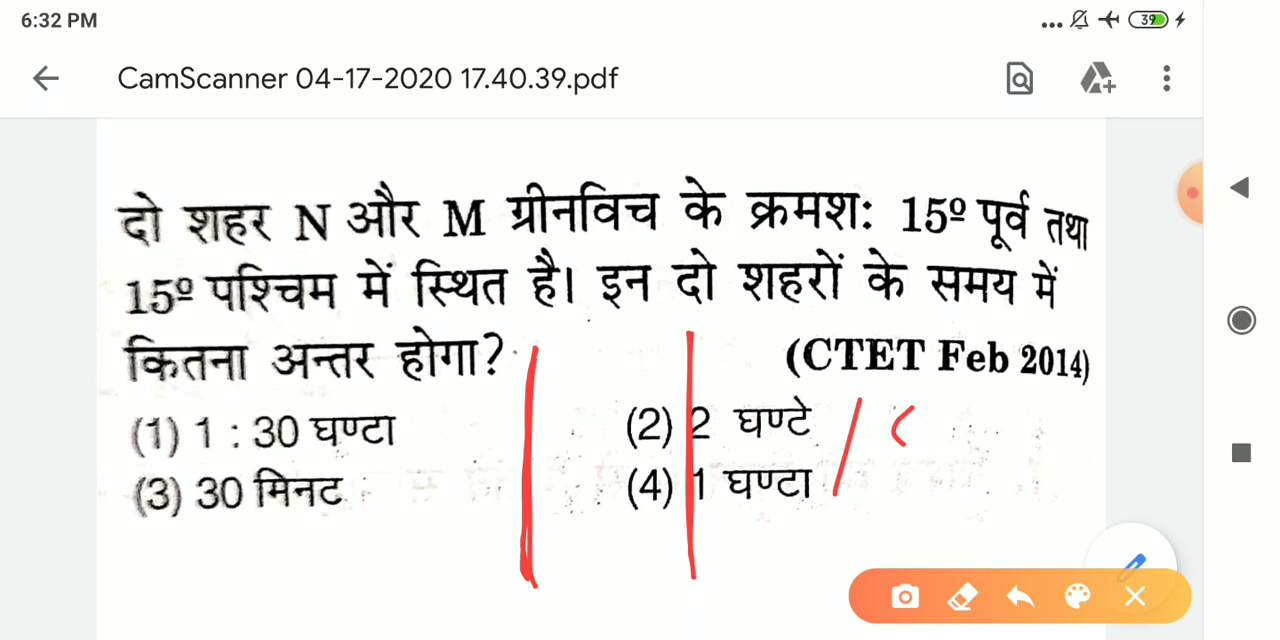 6:32 PM
39
CamScanner 04-17-2020 17.40.39.pdf
दो शहर N और M ग्रीनविच के क्रमश: 15º पूर्व तथा
15º पश्चिम में स्थित है। इन दो शहरों के समय में
कितना अन्तर होगा? (CTET Feb 2014)
(1) 1 : 30 घण्टा (2) 2 घण्टे
(3) 30 मिनट (4) 1 घण्टा